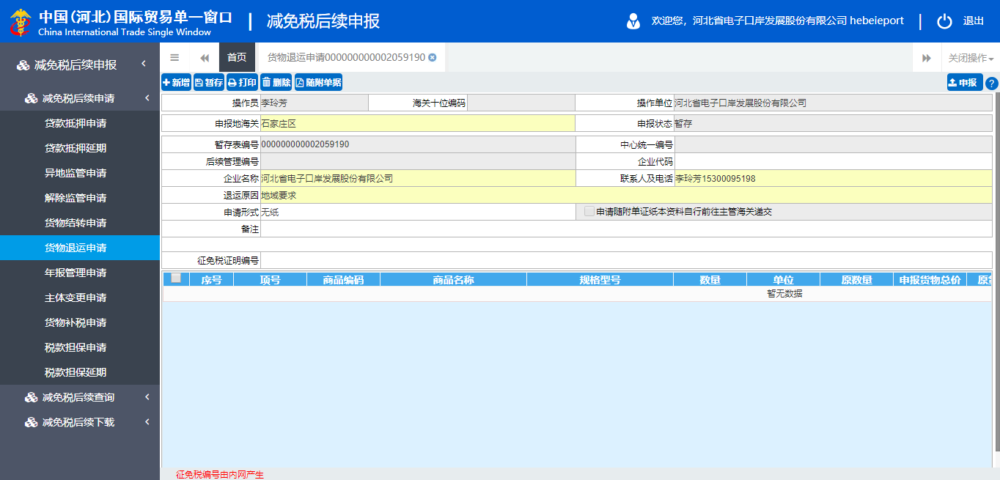 中国(河北)国际贸易单一窗口
China International Trade Single Window
减免税后续申报
欢迎您，河北省电子口岸发展股份有限公司 hebeieport
退出
减免税后续申报
减免税后续申请
贷款抵押申请
贷款抵押延期
异地监管申请
解除监管申请
货物结转申请
货物退运申请
年报管理申请
主体变更申请
货物补税申请
税款担保申请
税款担保延期
减免税后续查询
减免税后续下载
首页 货物退运申请000000000002059190 关闭操作
新增 暂存 打印 删除 随附单据 申报 ?
操作员 李玲芳 海关十位编码 操作单位 河北省电子口岸发展股份有限公司
申报地海关 石家庄区 申报状态 暂存
暂存表编号 000000000002059190 中心统一编号
后续管理编号 企业代码
企业名称 河北省电子口岸发展股份有限公司 联系人及电话 李玲芳15300095198
退运原因 地域要求
申请形式 无纸 申请随附单证纸本资料自行前往主管海关递交
备注
征免税证明编号
序号 项号 商品编码 商品名称 规格型号 数量 单位 原数量 申报货物总价
暂无数据
征免税编号由内网产生